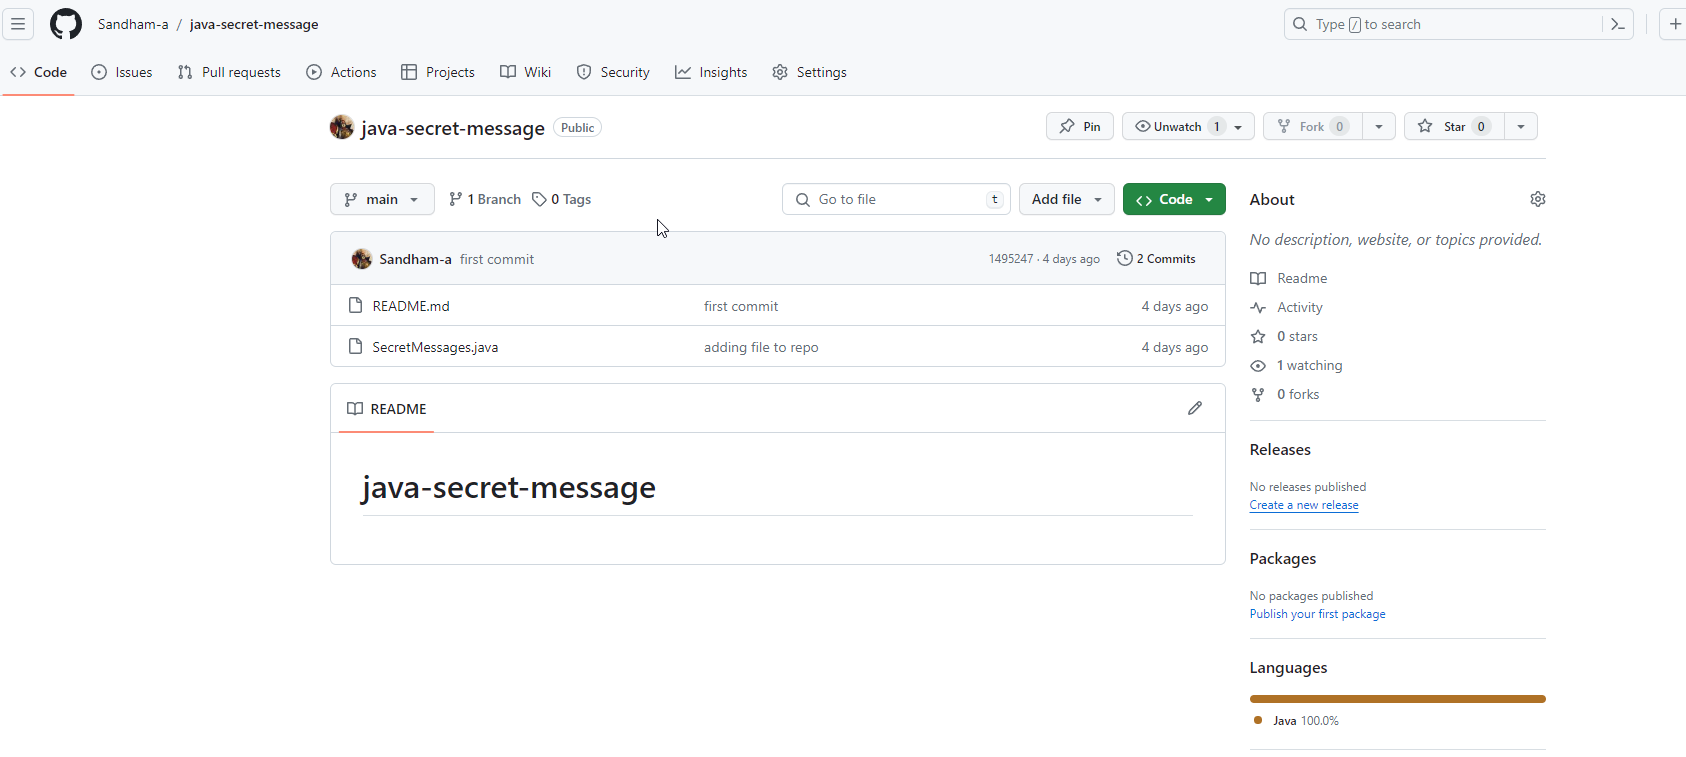 Sandham-a / java-secret-message
Type / to search
Code Issues Pull requests Actions Projects Wiki Security Insights Settings
java-secret-message Public
Pin Unwatch 1 Fork 0 Star 0
main 1 Branch 0 Tags Go to file t Add file Code
Sandham-a first commit 1495247 · 4 days ago 2 Commits
README.md first commit 4 days ago
SecretMessages.java adding file to repo 4 days ago
README
java-secret-message
About
No description, website, or topics provided.
Readme
Activity
0 stars
1 watching
0 forks
Releases
No releases published
Create a new release
Packages
No packages published
Publish your first package
Languages
Java 100.0%